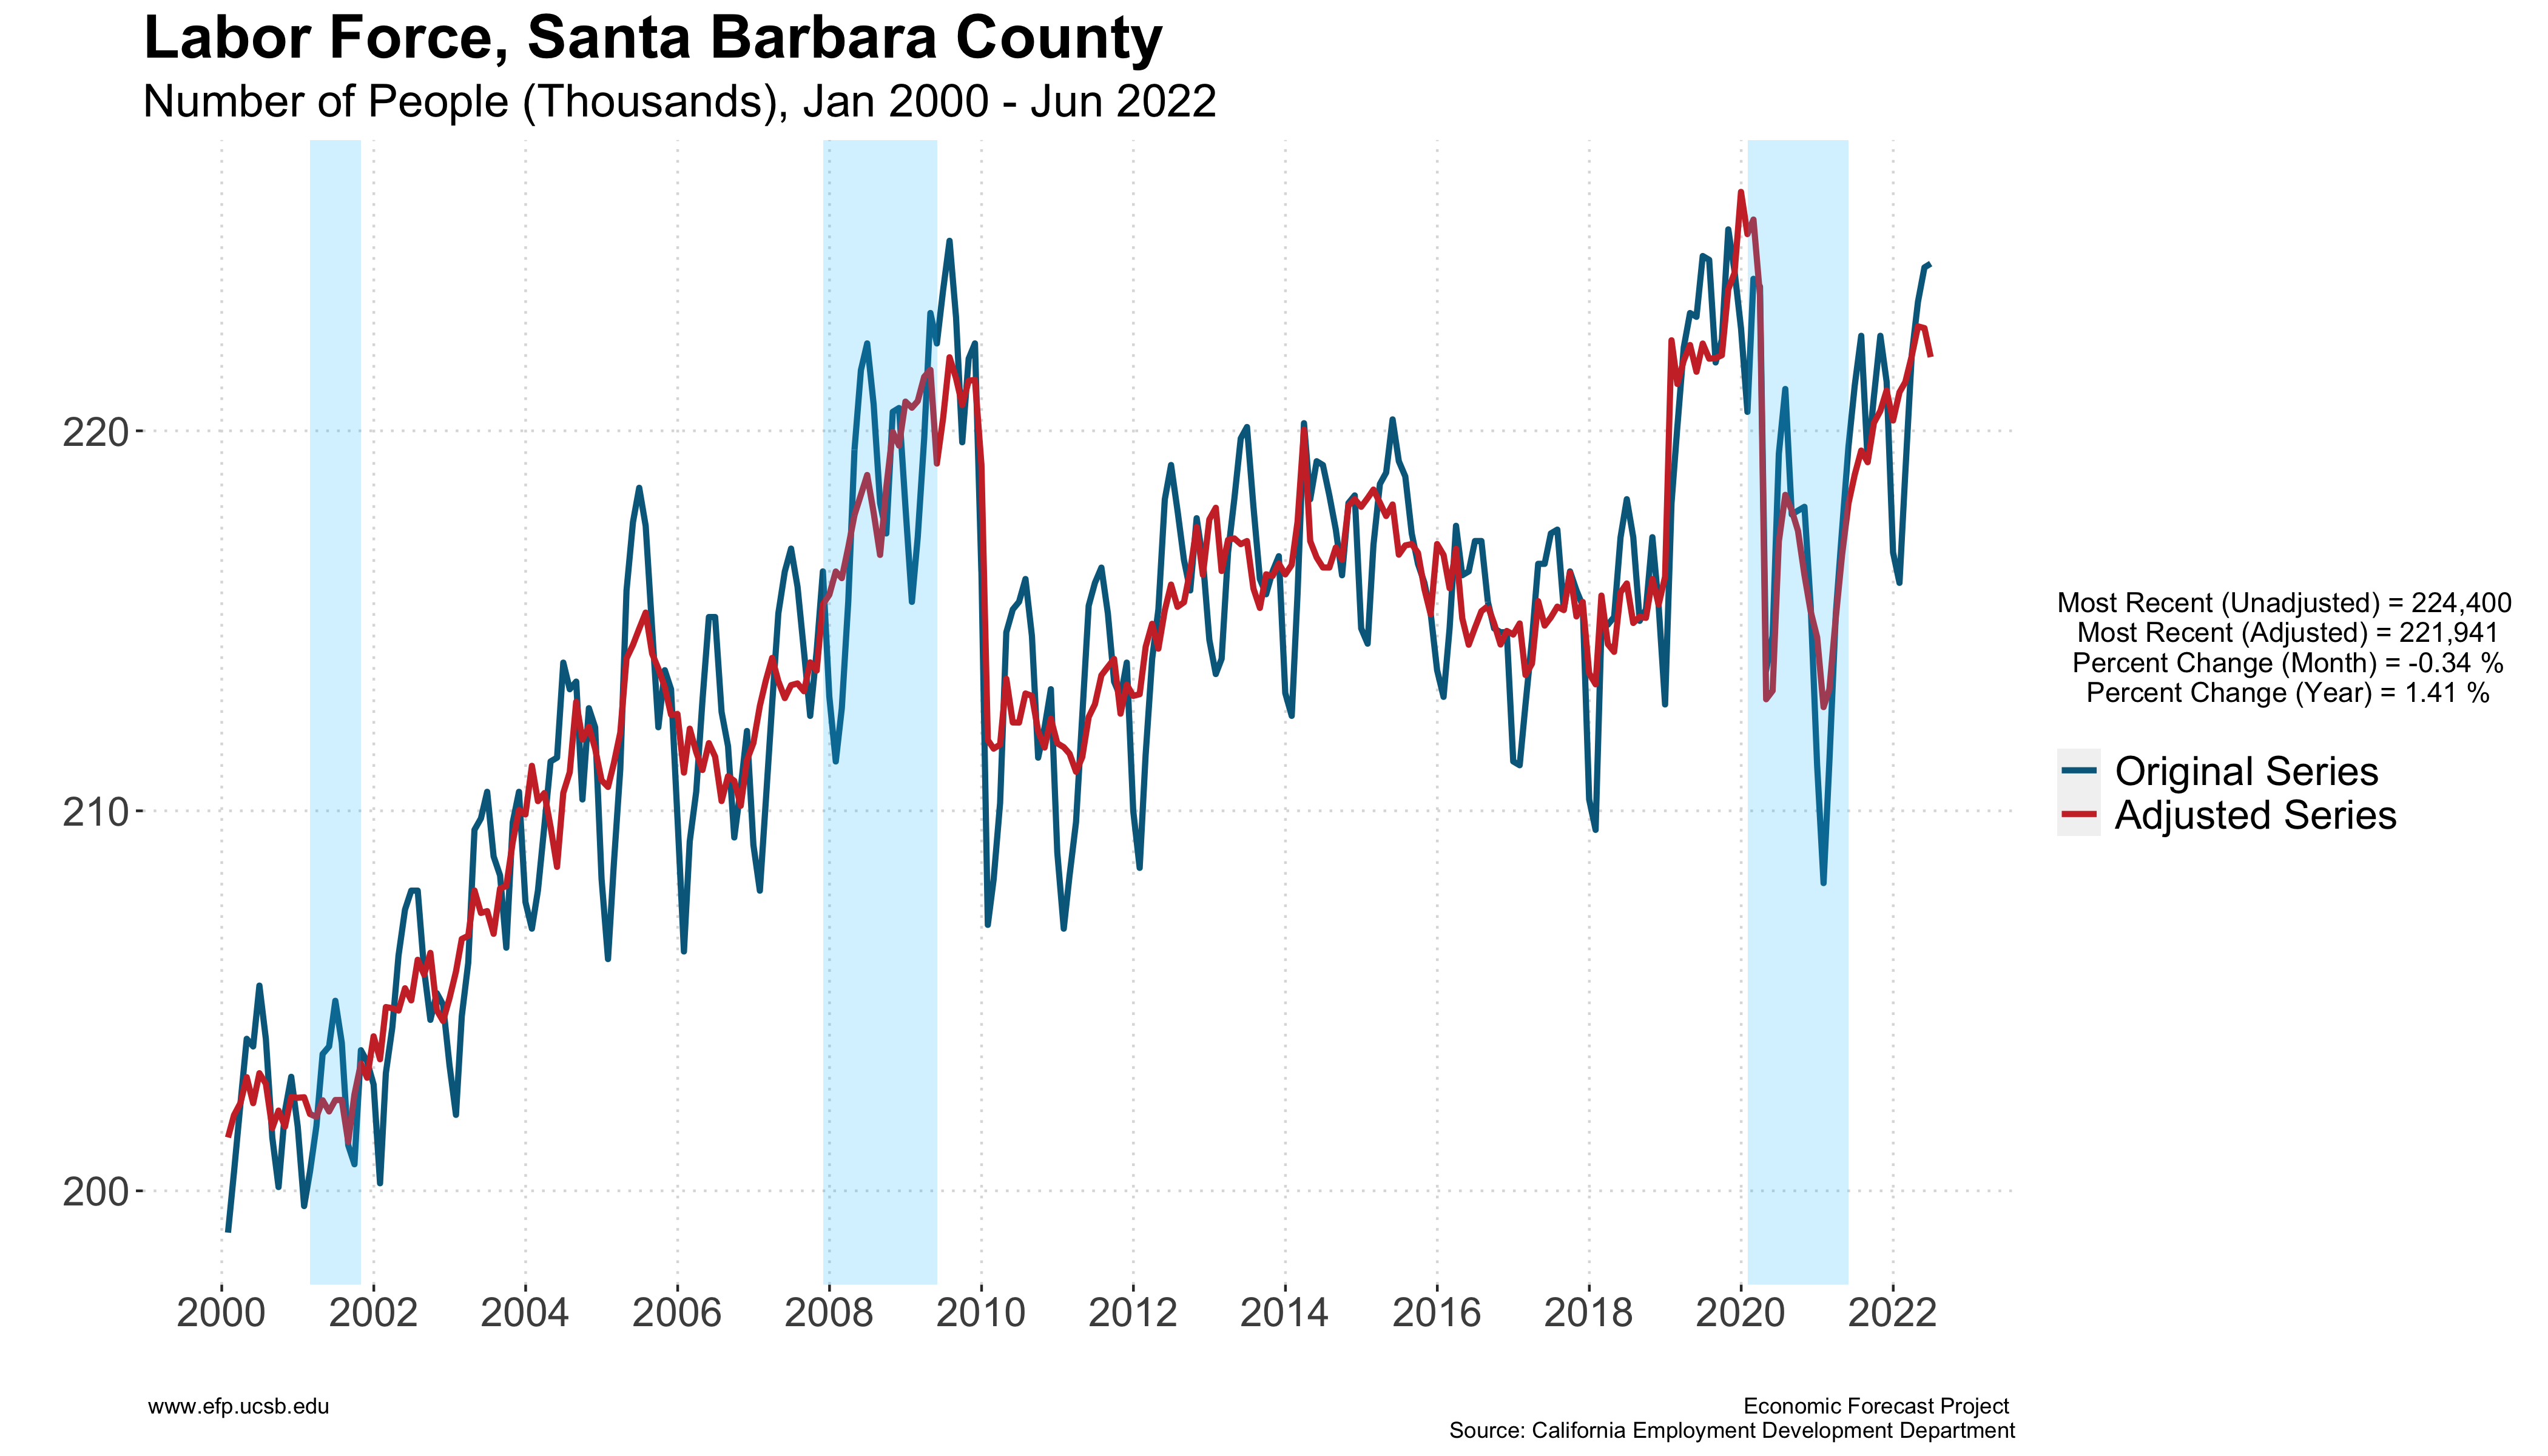 Labor Force, Santa Barbara County
Number of People (Thousands), Jan 2000 - Jun 2022
220
210
200
2000 2002 2004 2006 2008 2010 2012 2014 2016 2018 2020 2022
Most Recent (Unadjusted) = 224,400
Most Recent (Adjusted) = 221,941
Percent Change (Month) = -0.34 %
Percent Change (Year) = 1.41 %
Original Series
Adjusted Series
www.efp.ucsb.edu
Economic Forecast Project
Source: California Employment Development Department